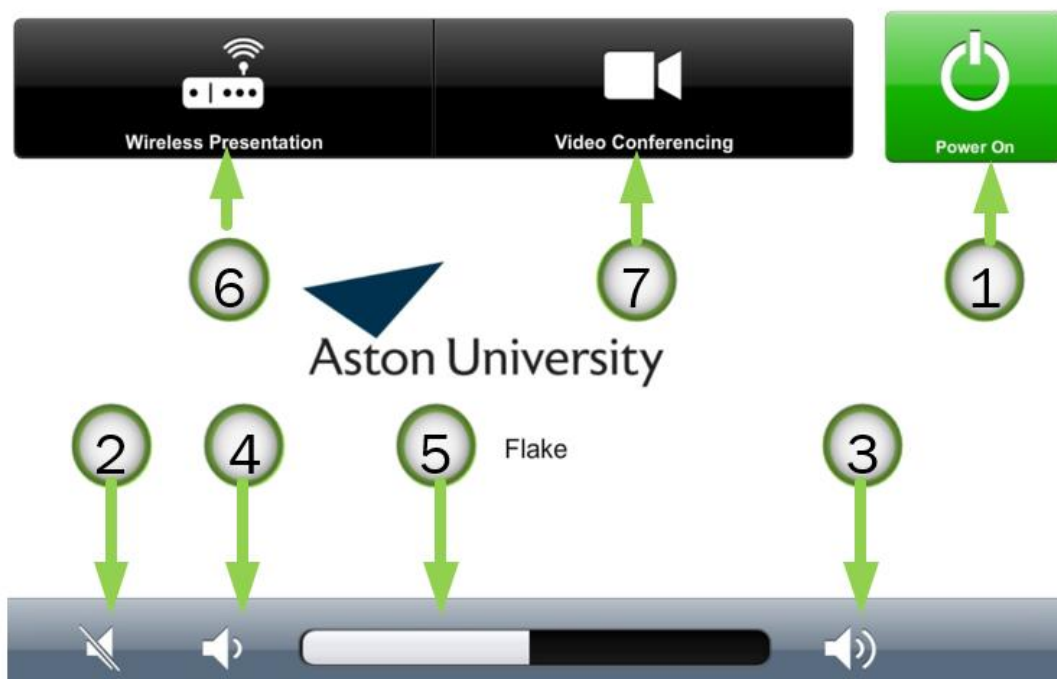 Wireless Presentation
Video Conferencing
Power On
6
7
1
Aston University
2
4
5
Flake
3